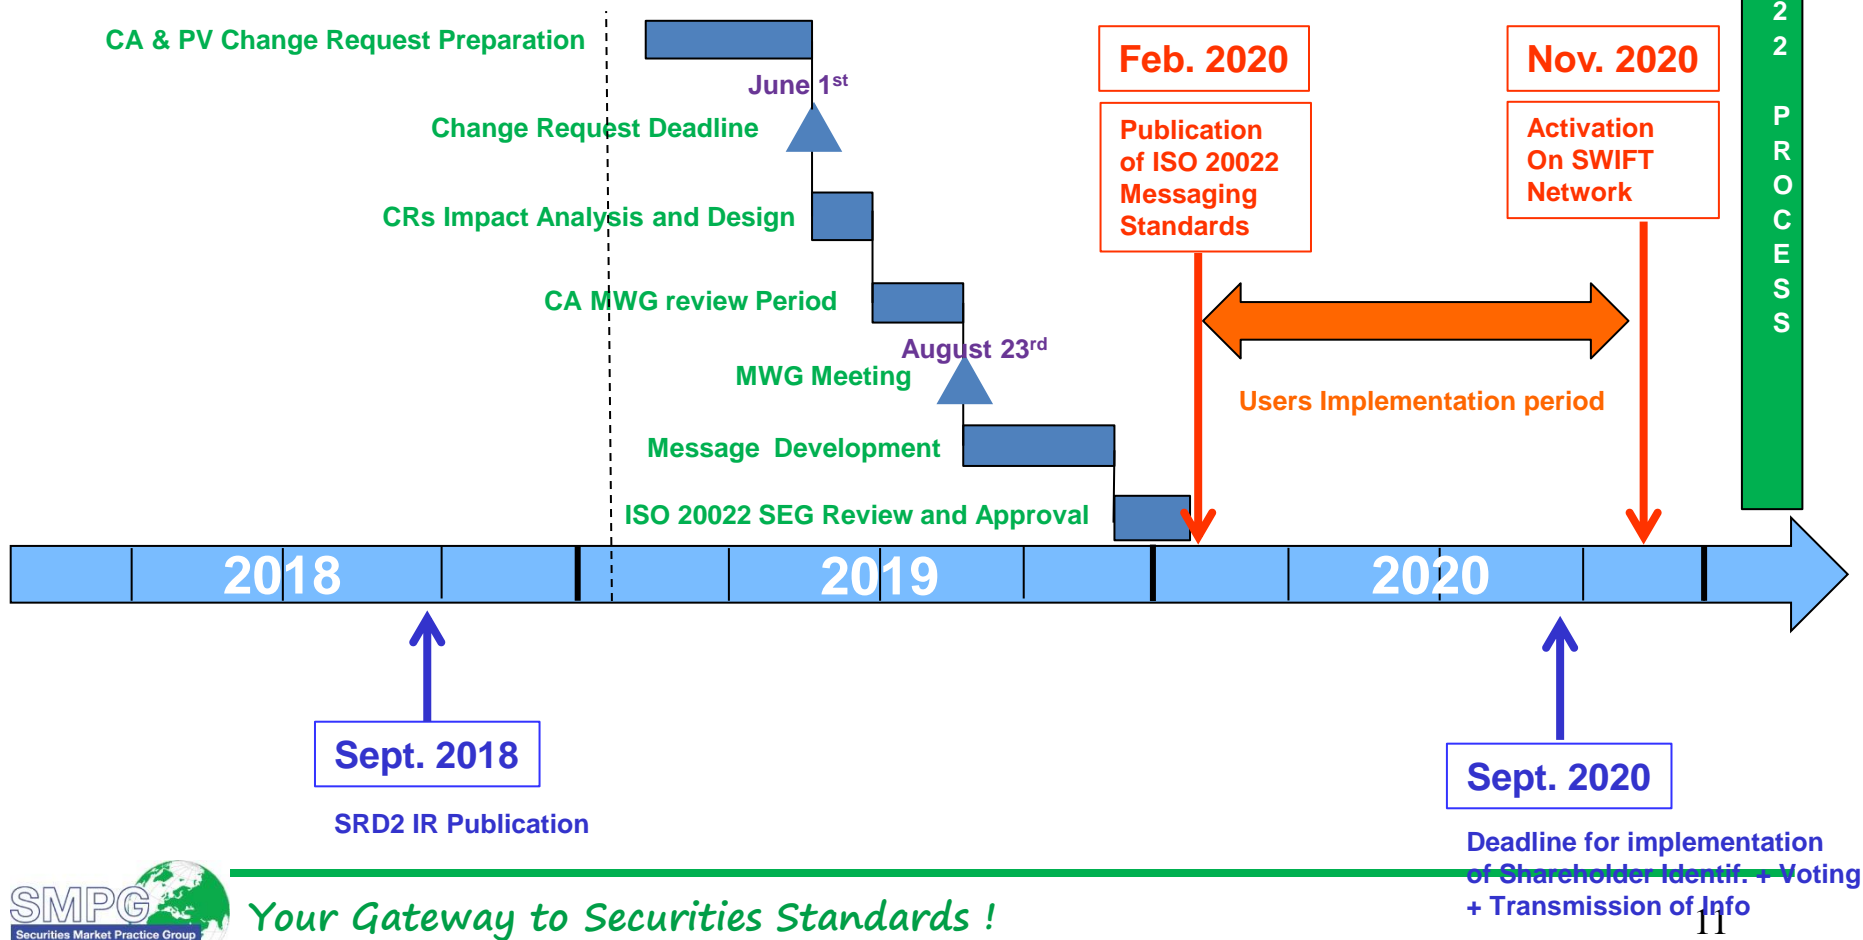 CA & PV Change Request Preparation
June 1st
Change Request Deadline
CRs Impact Analysis and Design
CA MWG review Period
August 23rd
MWG Meeting
Message Development
ISO 20022 SEG Review and Approval
Feb. 2020
Publication
of ISO 20022
Messaging
Standards
Nov. 2020
Activation
On SWIFT
Network
Users Implementation period
2
2
P
R
O
C
E
S
S
2018
2019
2020
Sept. 2018
SRD2 IR Publication
Sept. 2020
Deadline for implementation
of Shareholder Identif. + Voting
+ Transmission of Info
SMPG
Securities Market Practice Group
Your Gateway to Securities Standards !
11